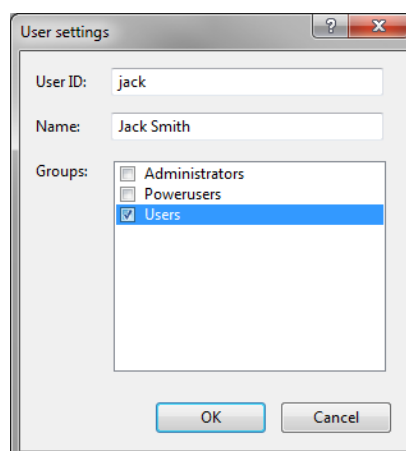 User settings
User ID: jack
Name: Jack Smith
Groups: Administrators
Powerusers
Users
OK Cancel